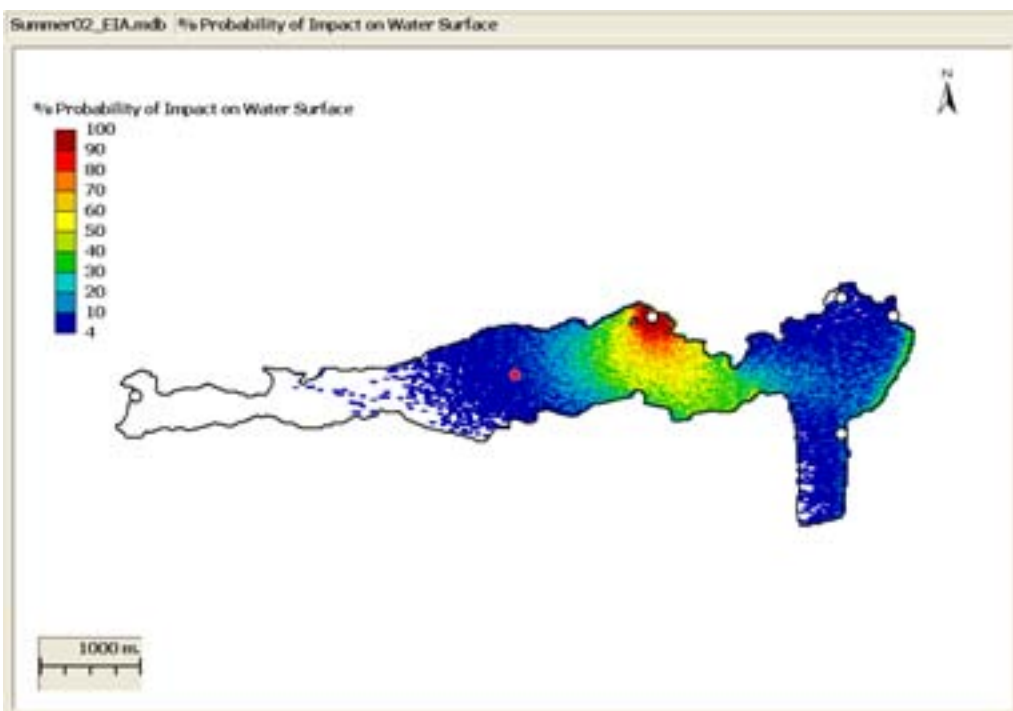 Summer02_EIA.mdb % Probability of Impact on Water Surface
N
% Probability of Impact on Water Surface
100
90
80
70
60
50
40
30
20
10
4
1000 m.